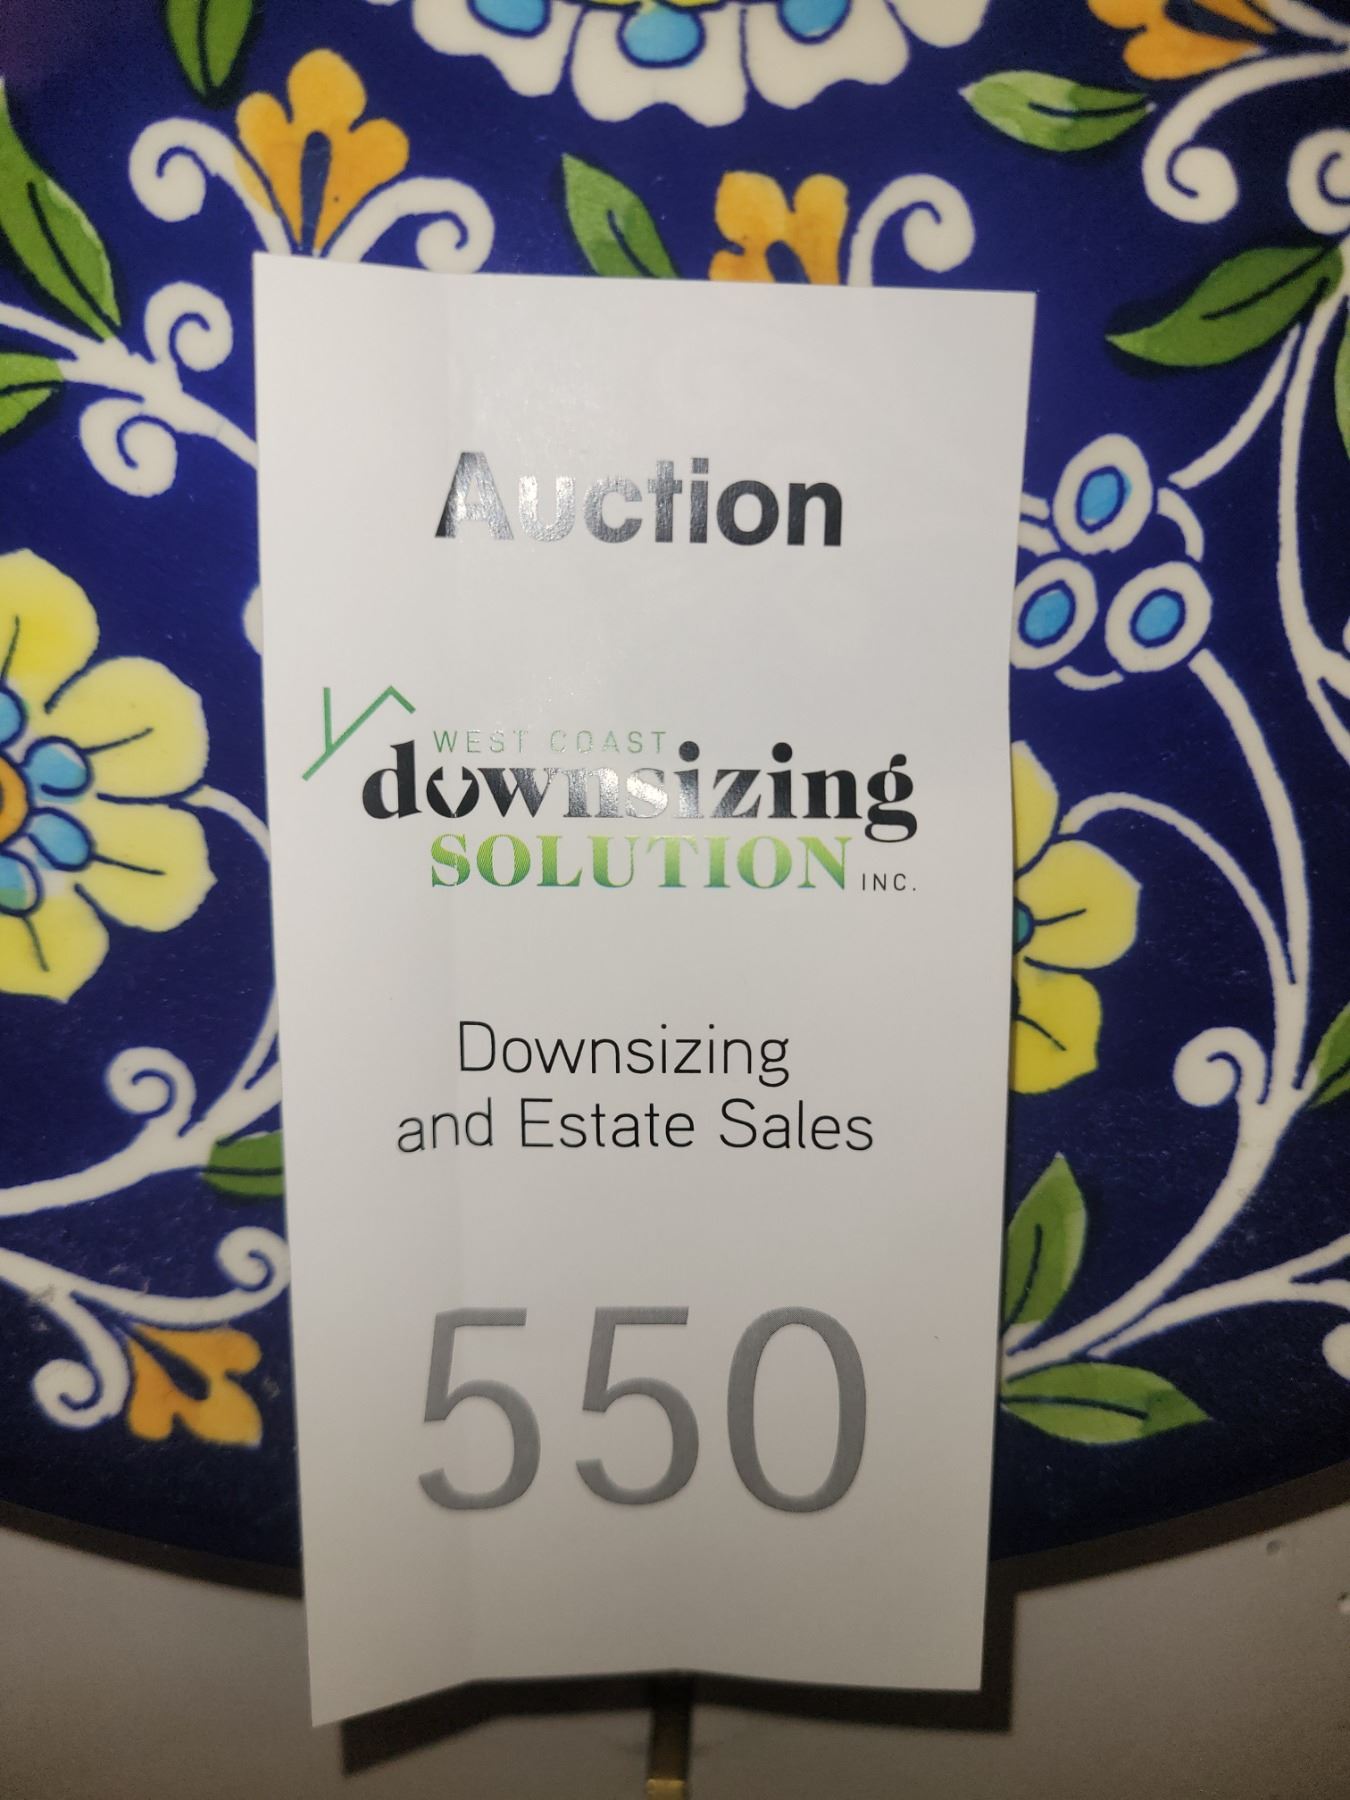 Auction
WEST COAST
downsizing
SOLUTION INC.
Downsizing
and Estate Sales
550